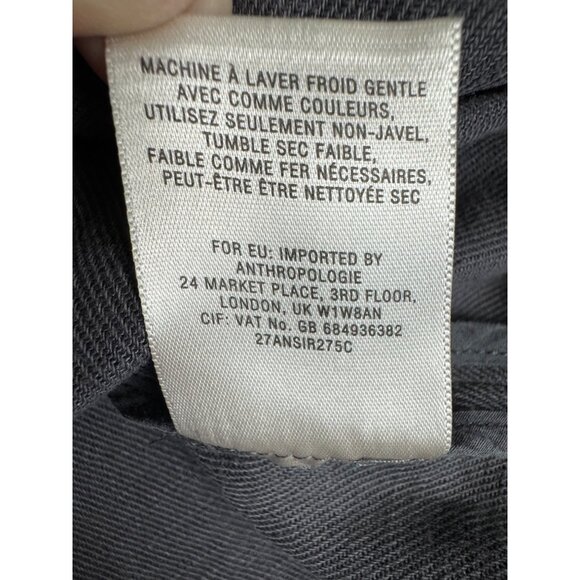 MACHINE À LAVER FROID GENTLE
AVEC COMME COULEURS,
UTILISEZ SEULEMENT NON-JAVEL,
TUMBLE SEC FAIBLE,
FAIBLE COMME FER NÉCESSAIRES,
PEUT-ÊTRE ÊTRE NETTOYÉE SEC
FOR EU: IMPORTED BY
ANTHROPOLOGIE
24 MARKET PLACE, 3RD FLOOR,
LONDON, UK W1W8AN
CIF: VAT No. GB 684936382
27ANSIR275C